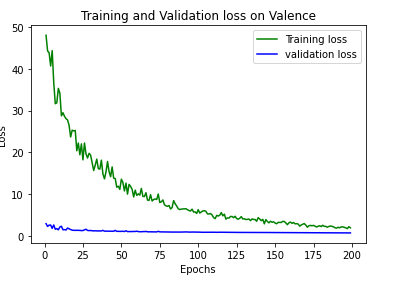 Training and Validation loss on Valence
Training loss
validation loss
50
40
30
20
10
0
Loss
0 25 50 75 100 125 150 175 200
Epochs